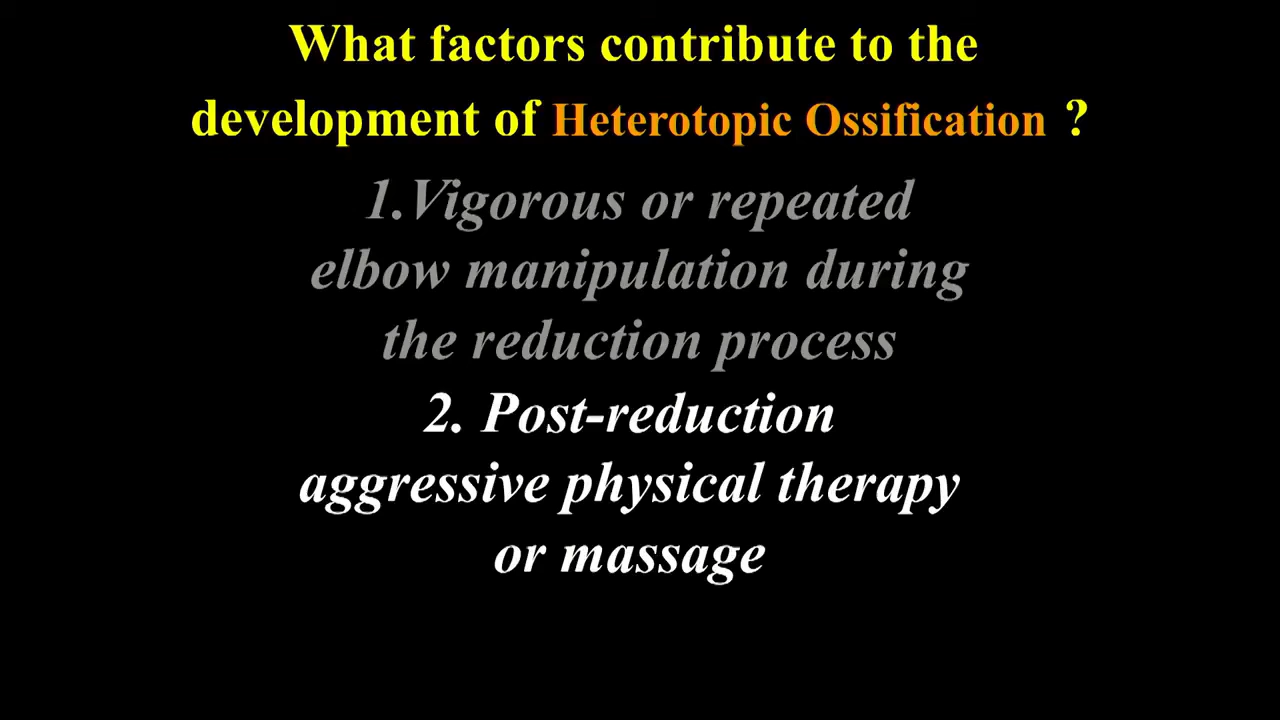 What factors contribute to the
development of Heterotopic Ossification ?
1.Vigorous or repeated
elbow manipulation during
the reduction process
2. Post-reduction
aggressive physical therapy
or massage